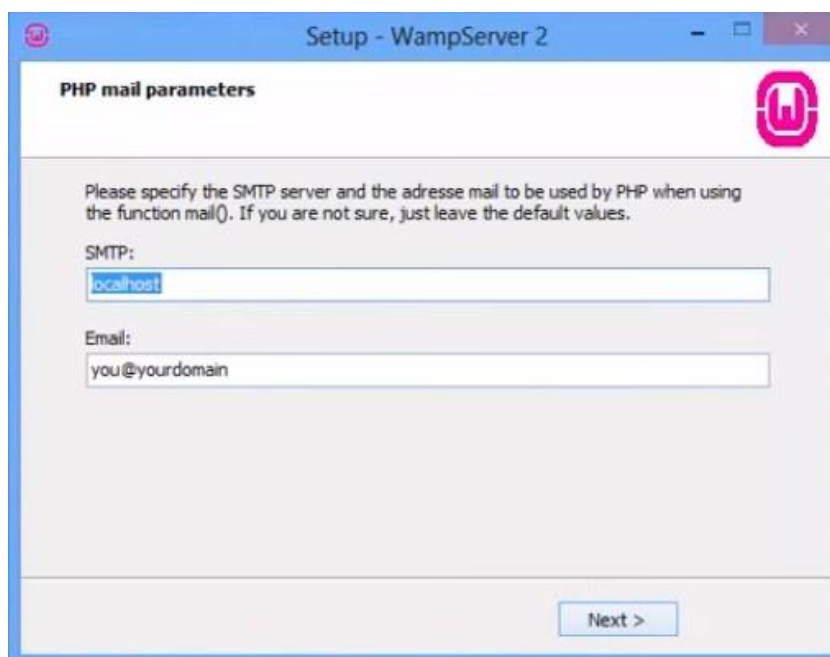 Setup - WampServer 2
PHP mail parameters
Please specify the SMTP server and the adresse mail to be used by PHP when using
the function mail(). If you are not sure, just leave the default values.
SMTP:
localhost
Email:
you@yourdomain
Next >